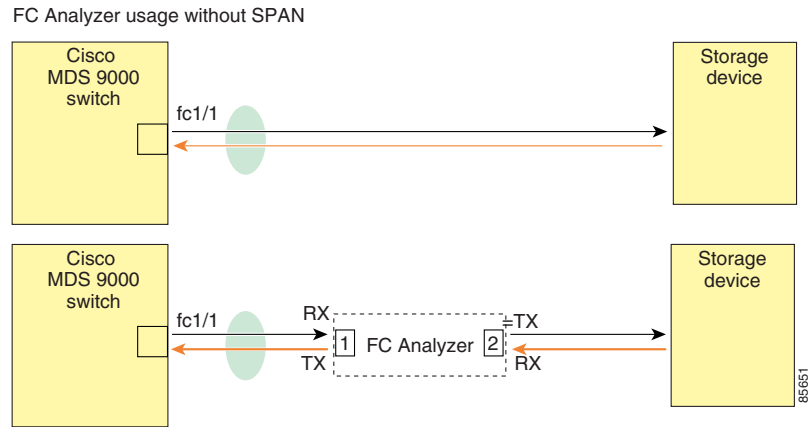 FC Analyzer usage without SPAN
Cisco
MDS 9000
switch
Storage
device
fc1/1
Cisco
MDS 9000
switch
Storage
device
fc1/1
RX
=TX
1 FC Analyzer 2
TX
RX
85651